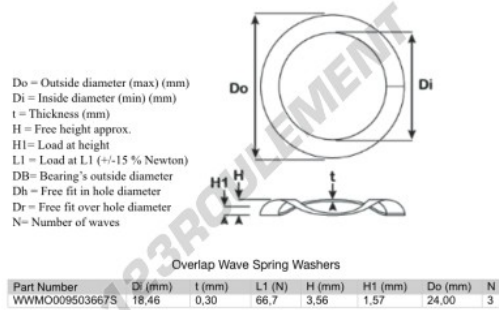 Do = Outside diameter (max) (mm)
Di = Inside diameter (min) (mm)
t = Thickness (mm)
H = Free height approx.
H1= Load at height
L1 = Load at L1 (+/-15 % Newton)
DB= Bearing's outside diameter
Dh = Free fit in hole diameter
Dr = Free fit over hole diameter
N= Number of waves
Do
Di
H1 H t
123ROULEMENT
Overlap Wave Spring Washers
Part Number Di (mm) t (mm) L1 (N) H (mm) H1 (mm) Do (mm) N
WWMO009503667S 18,46 0,30 66,7 3,56 1,57 24,00 3